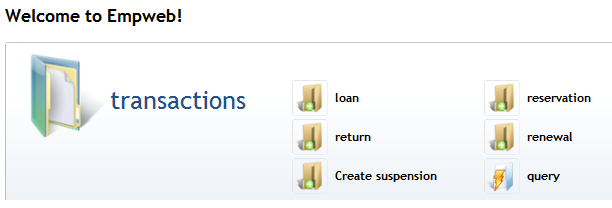 Welcome to Empweb!
transactions
loan
reservation
return
renewal
Create suspension
query